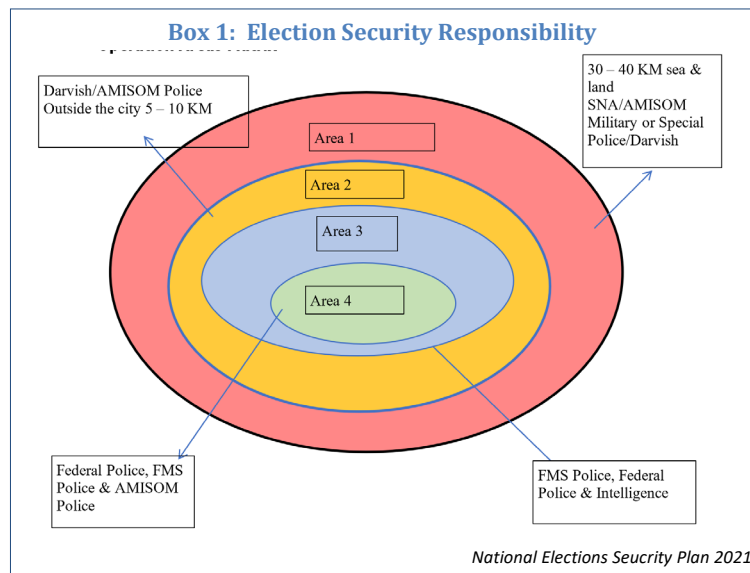 Box 1:  Election Security Responsibility
Darvish/AMISOM Police
Outside the city 5 – 10 KM
30 – 40 KM sea &
land
SNA/AMISOM
Military or Special
Police/Darvish
Area 1
Area 2
Area 3
Area 4
Federal Police, FMS
Police & AMISOM
Police
FMS Police, Federal
Police & Intelligence
National Elections Seucrity Plan 2021